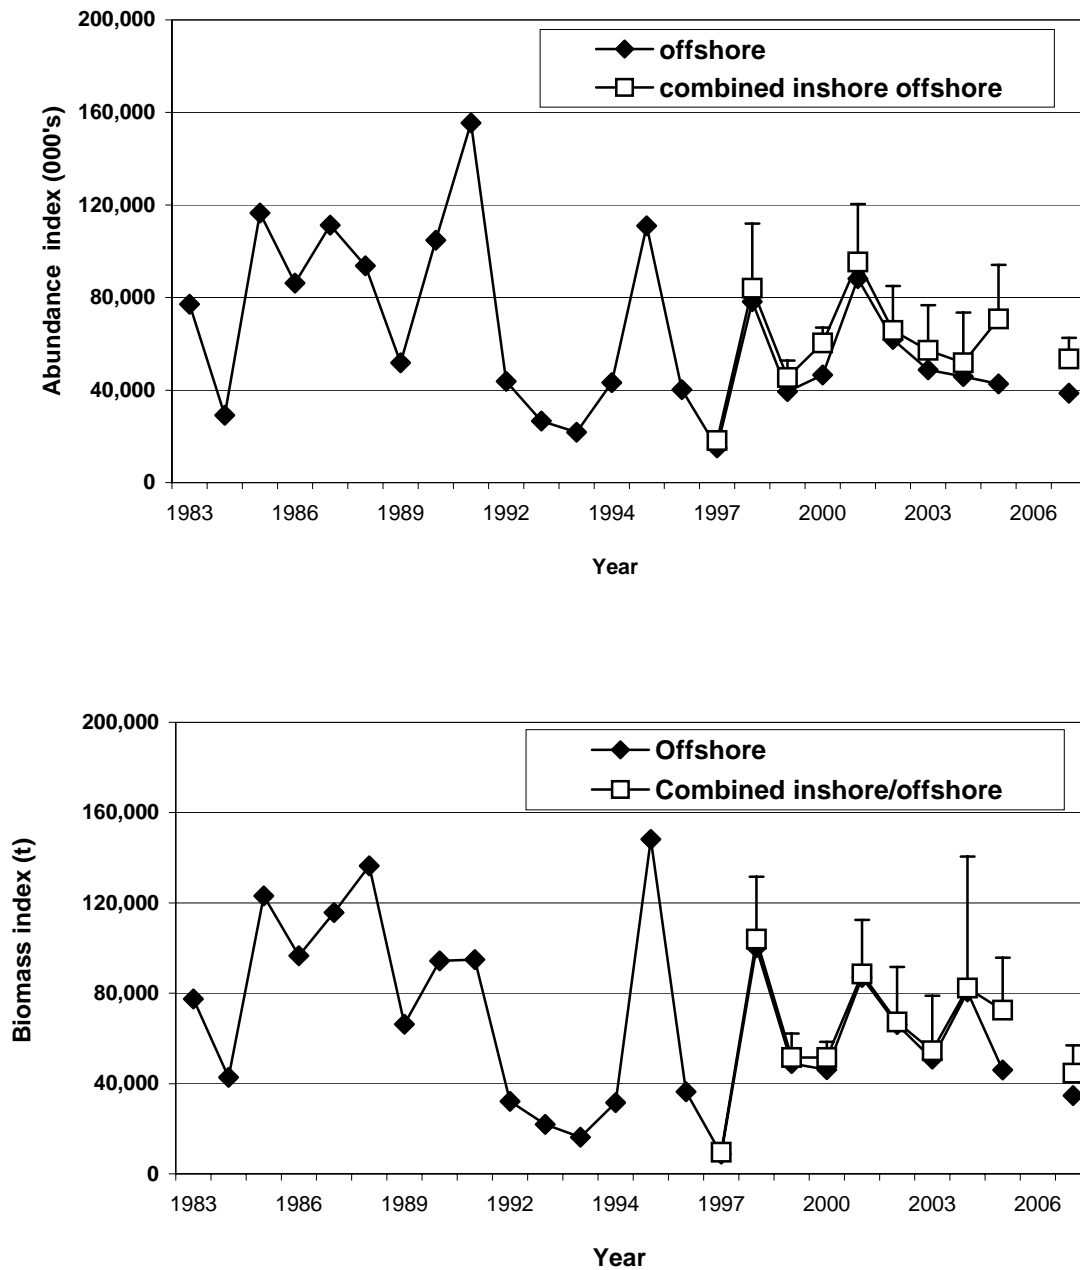 200,000
160,000
120,000
80,000
40,000
0
Abundance index (000's)
offshore
combined inshore offshore
1983 1986 1989 1992 1994 1997 2000 2003 2006
Year
200,000
160,000
120,000
80,000
40,000
0
Biomass index (t)
Offshore
Combined inshore/offshore
1983 1986 1989 1992 1994 1997 2000 2003 2006
Year